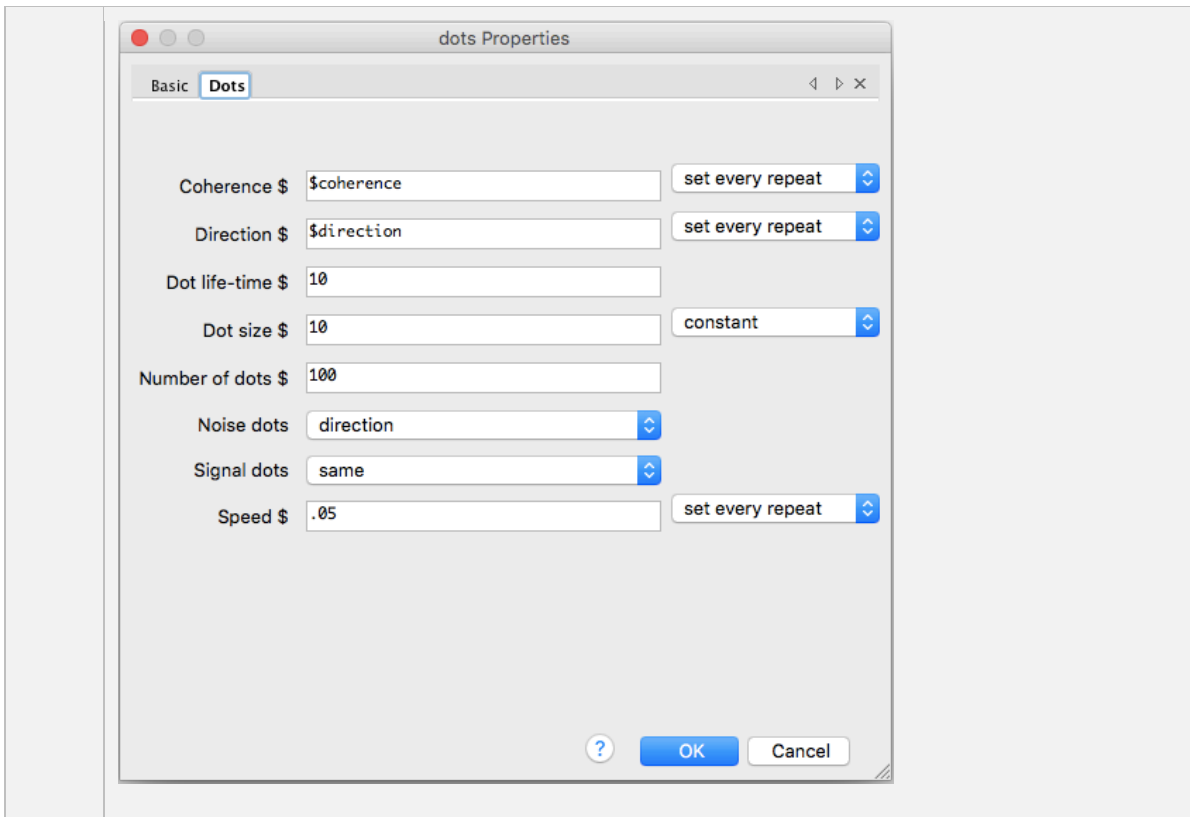 dots Properties
Basic Dots
Coherence $ $coherence set every repeat
Direction $ $direction set every repeat
Dot life-time $ 10
Dot size $ 10 constant
Number of dots $ 100
Noise dots direction
Signal dots same
Speed $ .05 set every repeat
? OK Cancel